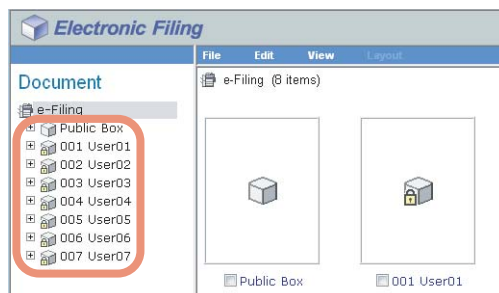 Electronic Filing
File Edit View Layout
Document
e-Filing (8 items)
e-Filing
Public Box
001 User01
002 User02
003 User03
004 User04
005 User05
006 User06
007 User07
Public Box
001 User01